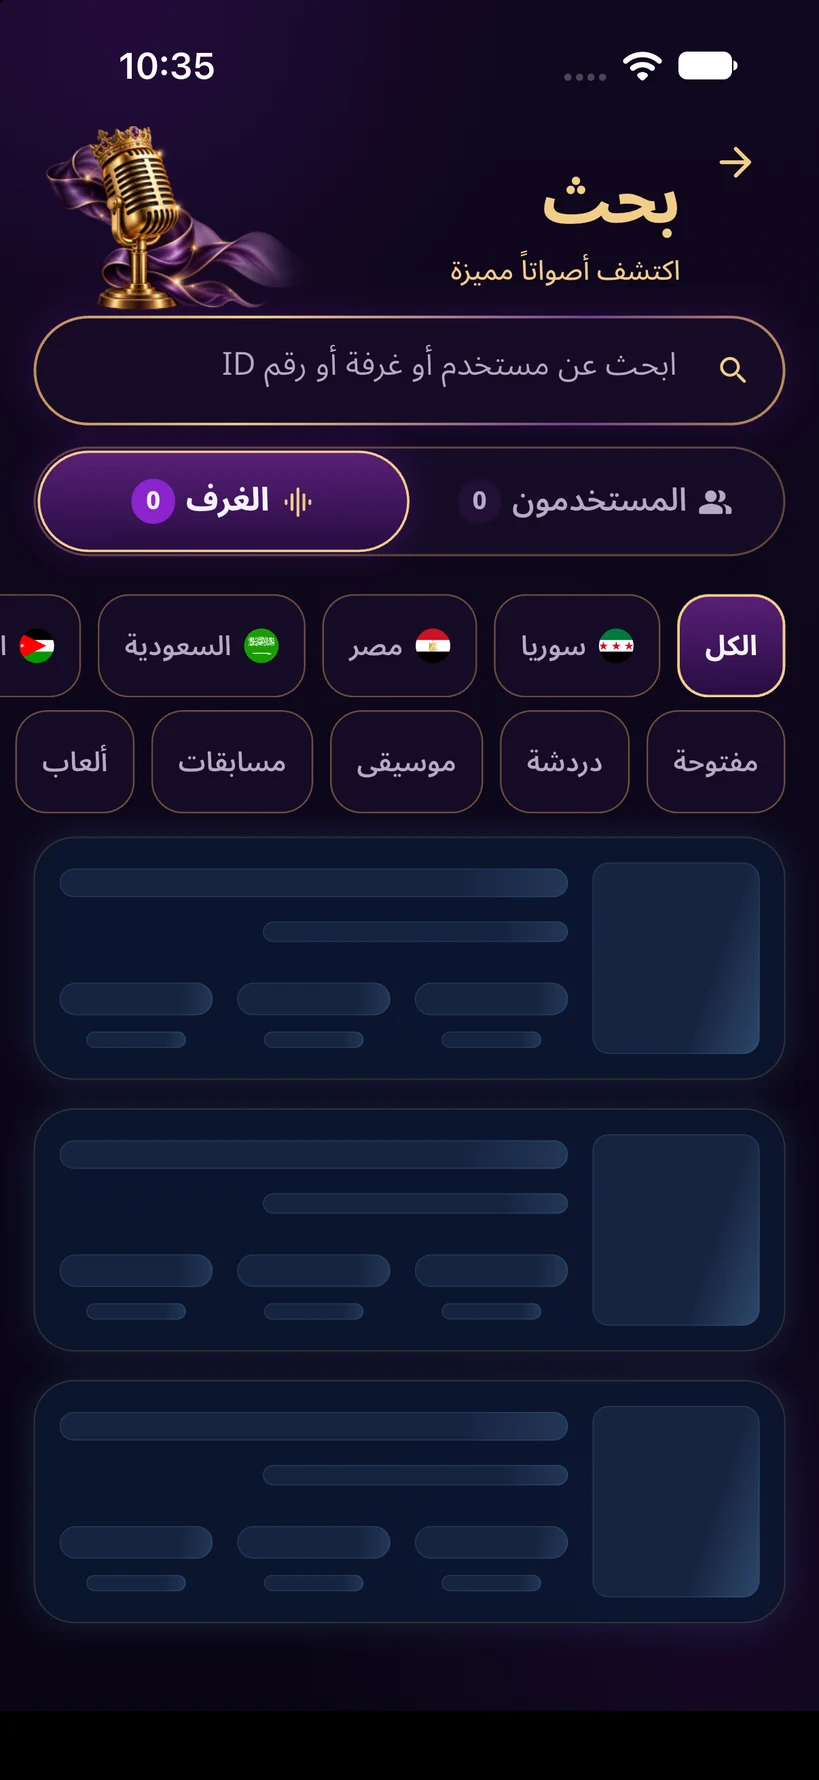 10:35
بحث
اكتشف أصواتاً مميزة
ابحث عن مستخدم أو غرفة أو رقم ID
المستخدمون 0 الغرف 0
الكل سوريا مصر السعودية
مفتوحة دردشة موسيقى مسابقات ألعاب